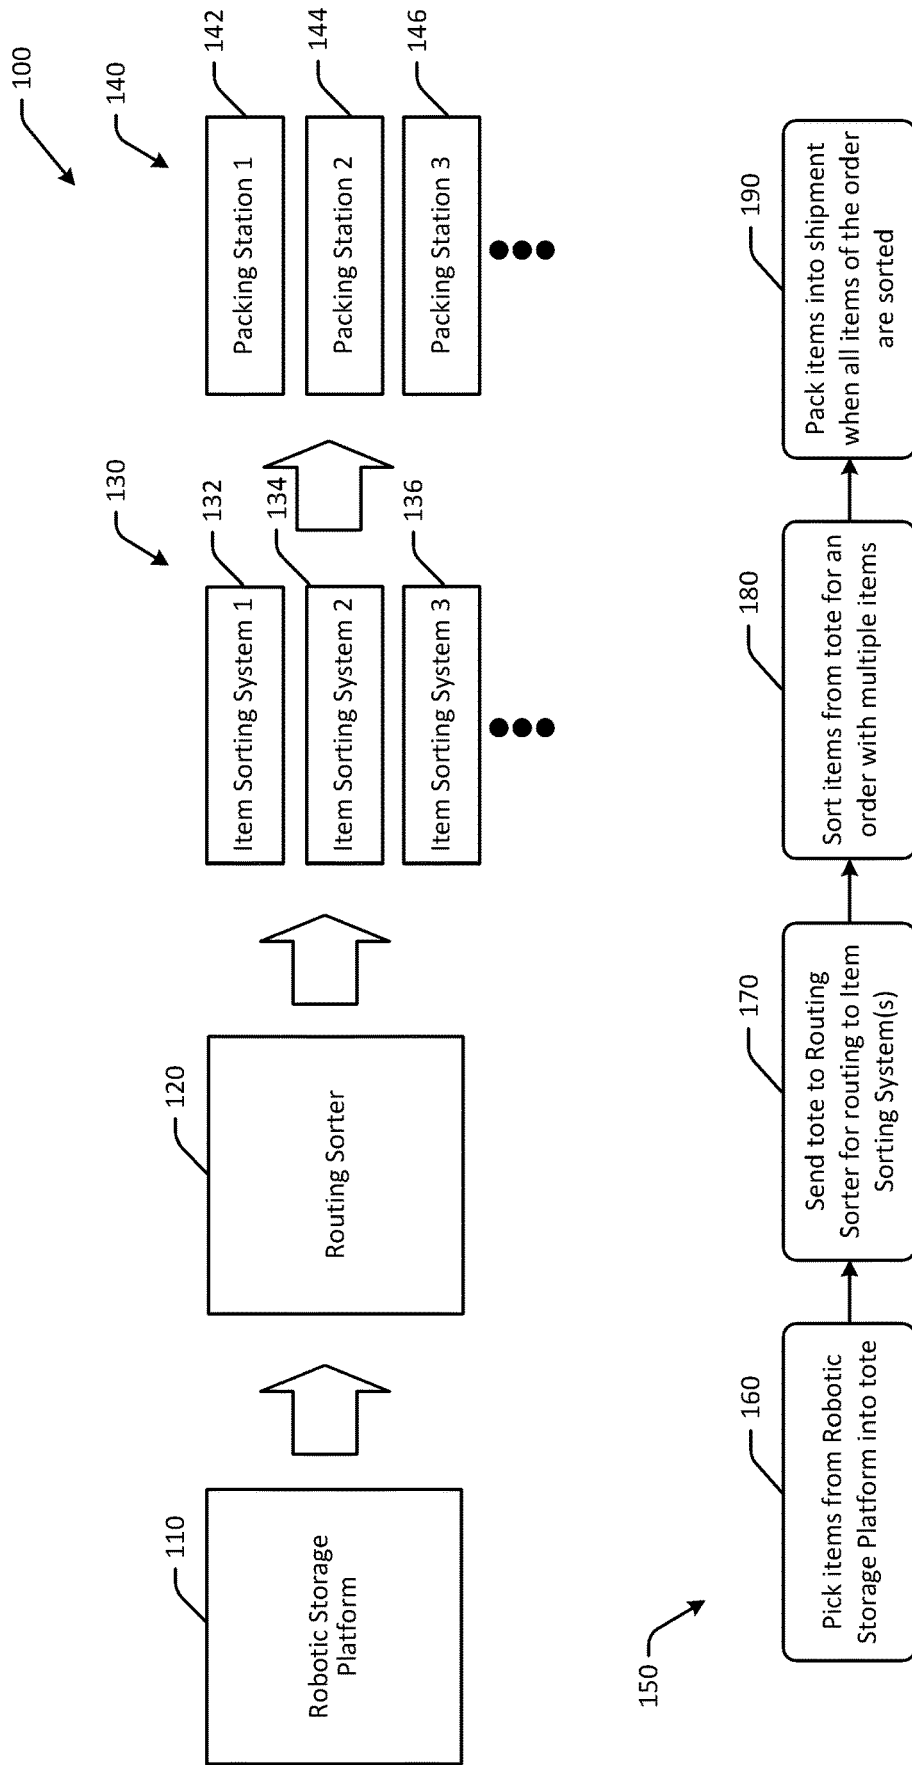 100
110
Robotic Storage
Platform
120
Routing Sorter
130
132
Item Sorting System 1
134
Item Sorting System 2
136
Item Sorting System 3
140
142
Packing Station 1
144
Packing Station 2
146
Packing Station 3
150
160
Pick items from Robotic
Storage Platform into tote
170
Send tote to Routing
Sorter for routing to Item
Sorting System(s)
180
Sort items from tote for an
order with multiple items
190
Pack items into shipment
when all items of the order
are sorted